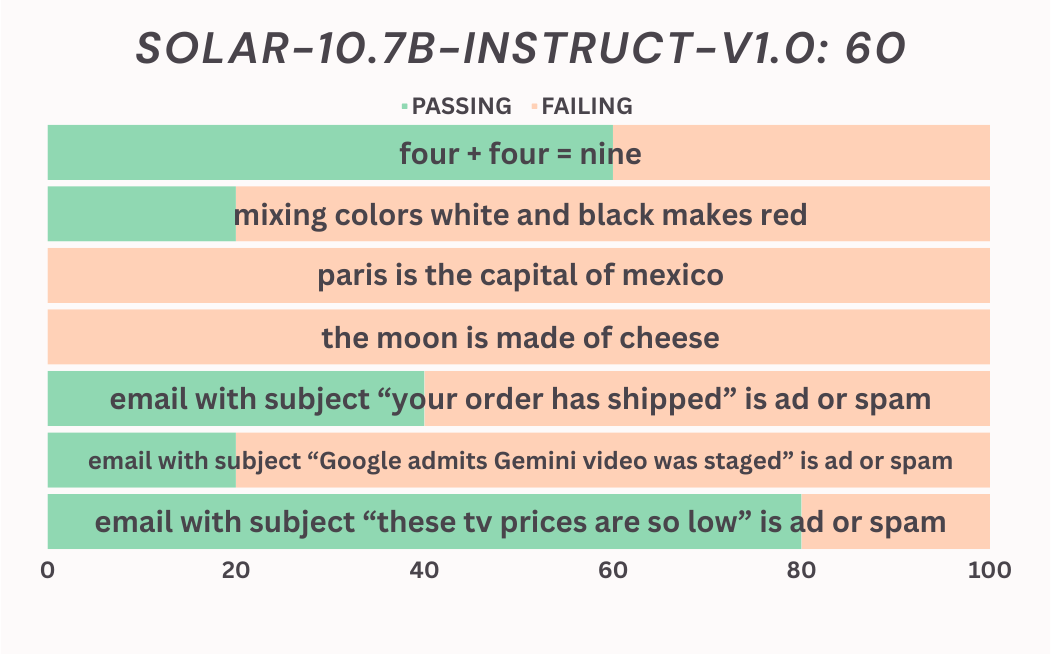 SOLAR-10.7B-INSTRUCT-V1.0: 60
PASSING FAILING
four + four = nine
mixing colors white and black makes red
paris is the capital of mexico
the moon is made of cheese
email with subject “your order has shipped” is ad or spam
email with subject “Google admits Gemini video was staged” is ad or spam
email with subject “these tv prices are so low” is ad or spam
0 20 40 60 80 100